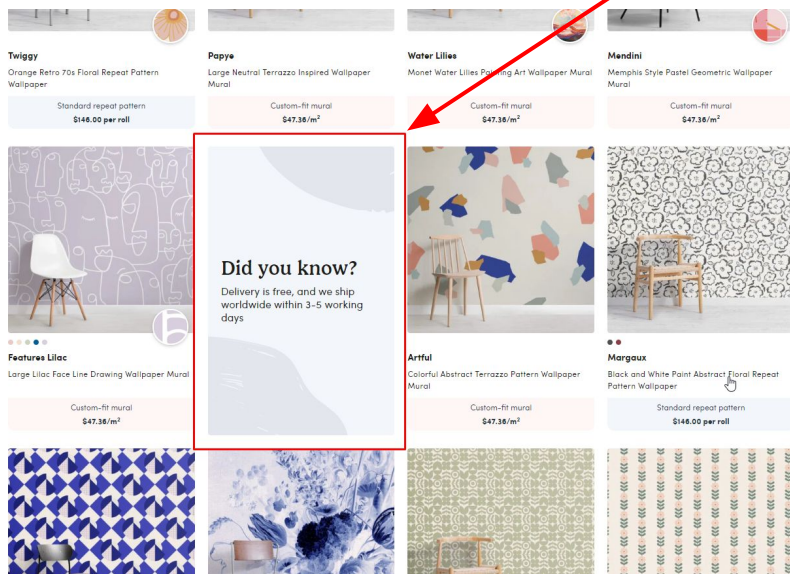 Twiggy
Orange Retro 70s Floral Repeat Pattern
Wallpaper
Standard repeat pattern
$146.00 per roll
Papye
Large Neutral Terrazzo Inspired Wallpaper
Mural
Custom-fit mural
$47.36/m²
Water Lilies
Monet Water Lilies Painting Art Wallpaper Mural
Custom-fit mural
$47.36/m²
Mendini
Memphis Style Pastel Geometric Wallpaper
Mural
Custom-fit mural
$47.36/m²
Features Lilac
Large Lilac Face Line Drawing Wallpaper Mural
Custom-fit mural
$47.36/m²
Did you know?
Delivery is free, and we ship
worldwide within 3-5 working
days
Artful
Colorful Abstract Terrazzo Pattern Wallpaper
Mural
Custom-fit mural
$47.36/m²
Margaux
Black and White Paint Abstract Floral Repeat
Pattern Wallpaper
Standard repeat pattern
$146.00 per roll